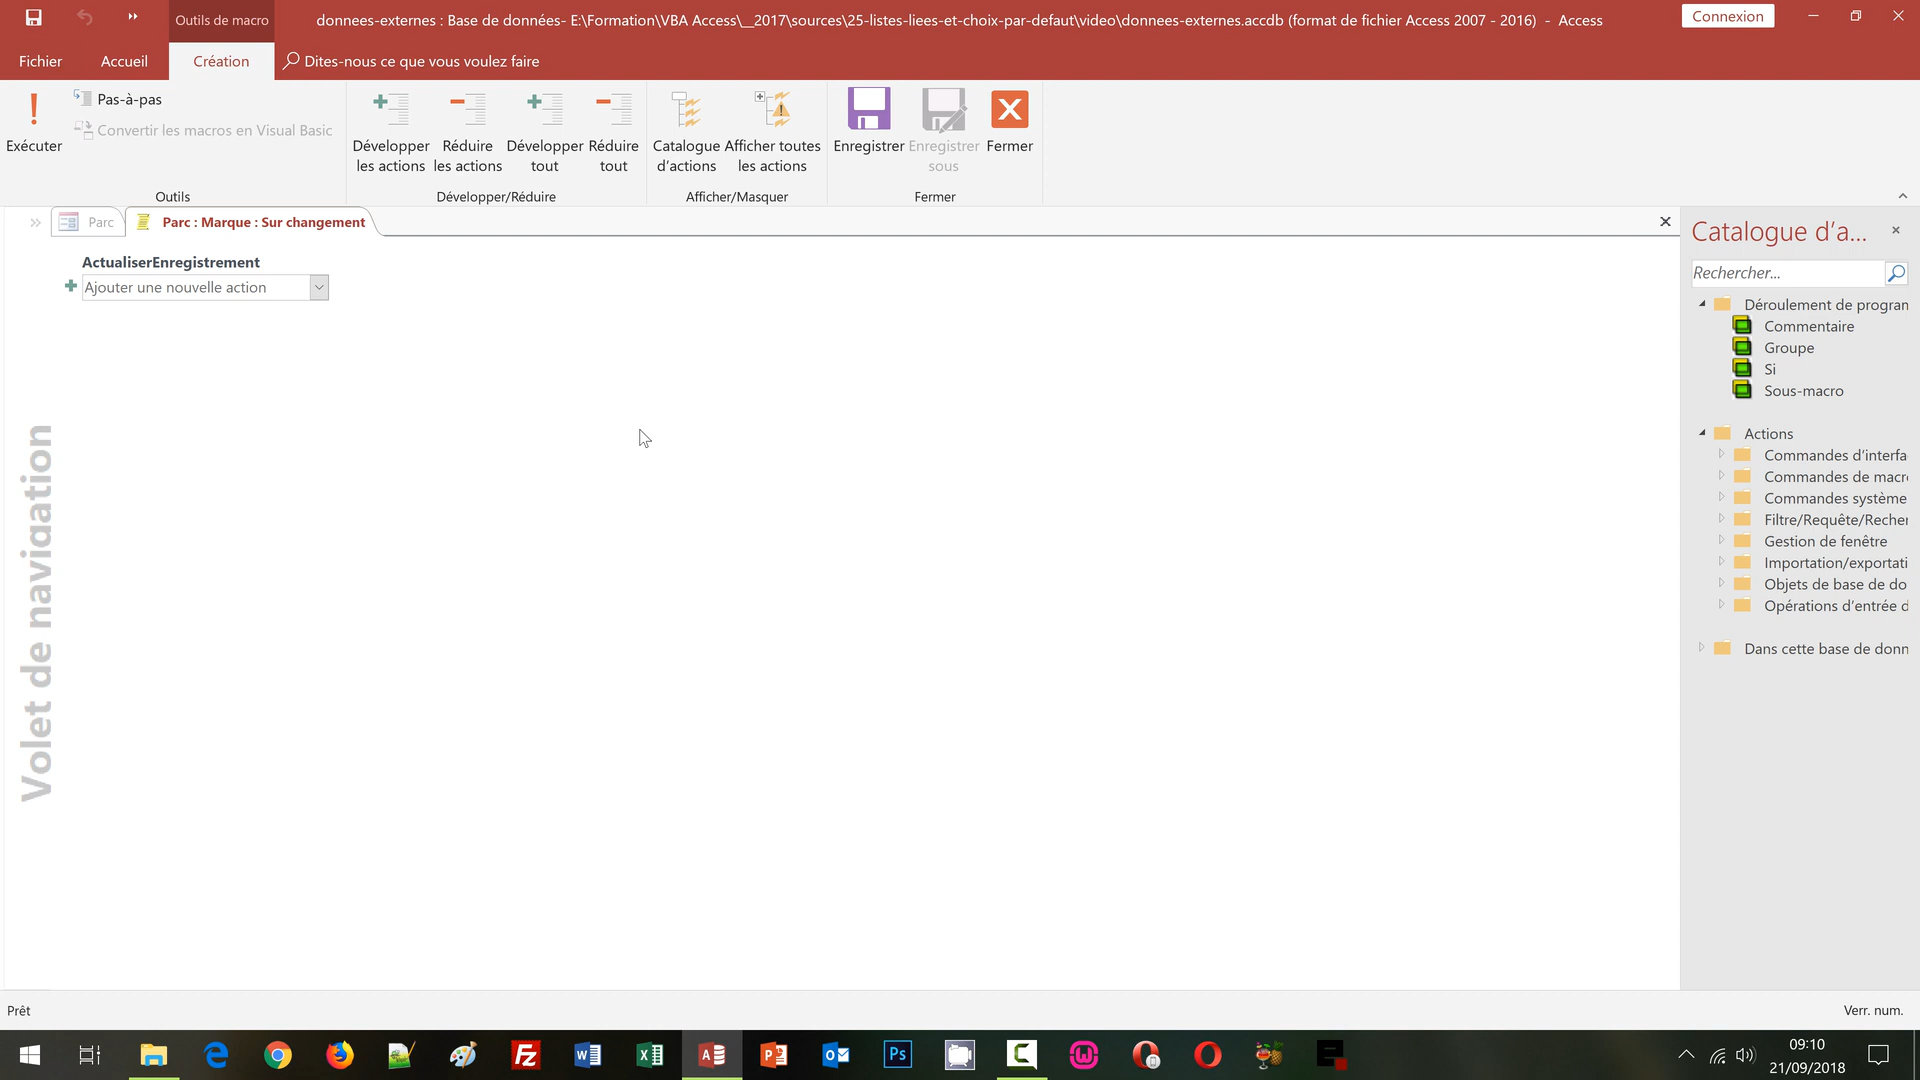 Outils de macro
donnees-externes : Base de données- E:\Formation\VBA Access\__2017\sources\25-listes-liees-et-choix-par-defaut\video\donnees-externes.accdb (format de fichier Access 2007 - 2016) - Access
Connexion
Fichier
Accueil
Création
Dites-nous ce que vous voulez faire
Exécuter
Pas-à-pas
Convertir les macros en Visual Basic
Outils
Développer
les actions
Réduire
les actions
Développer
tout
Réduire
tout
Développer/Réduire
Catalogue
d'actions
Afficher toutes
les actions
Afficher/Masquer
Enregistrer
Enregistrer
sous
Fermer
Fermer
Parc
Parc : Marque : Sur changement
ActualiserEnregistrement
Ajouter une nouvelle action
Volet de navigation
Catalogue d'a...
Rechercher...
Déroulement de progran
Commentaire
Groupe
Si
Sous-macro
Actions
Commandes d'interfa
Commandes de macr
Commandes système
Filtre/Requête/Recher
Gestion de fenêtre
Importation/exportati
Objets de base de do
Opérations d'entrée d
Dans cette base de donn
Prêt
Verr. num.
09:10
21/09/2018